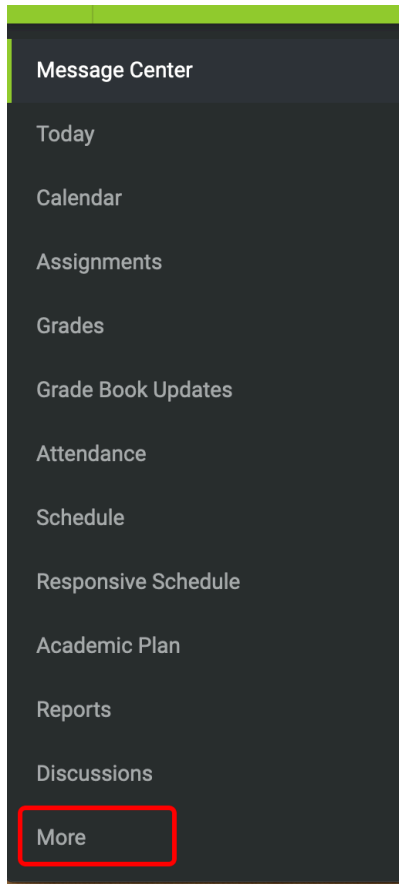 Message Center
Today
Calendar
Assignments
Grades
Grade Book Updates
Attendance
Schedule
Responsive Schedule
Academic Plan
Reports
Discussions
More